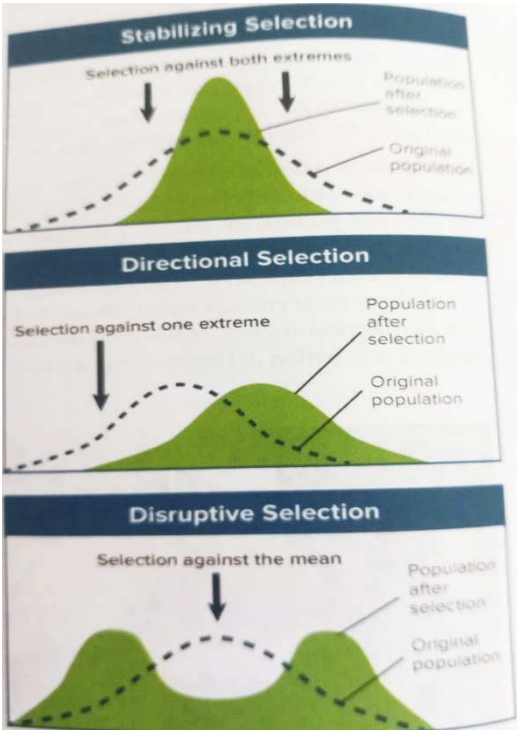 Stabilizing Selection
Selection against both extremes
Population
after
selection
Original
population
Directional Selection
Selection against one extreme
Population
after
selection
Original
population
Disruptive Selection
Selection against the mean
Population
after
selection
Original
population